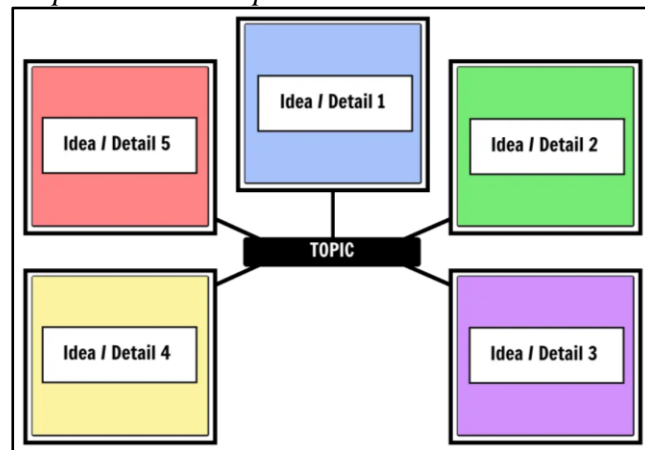 Idea / Detail 1
Idea / Detail 5
Idea / Detail 2
TOPIC
Idea / Detail 4
Idea / Detail 3